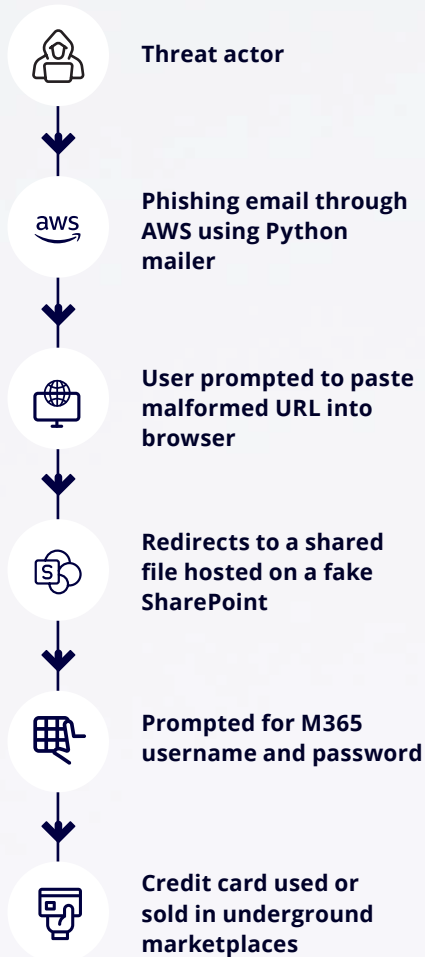 Threat actor
aws
Phishing email through
AWS using Python
mailer
User prompted to paste
malformed URL into
browser
S
Redirects to a shared
file hosted on a fake
SharePoint
Prompted for M365
username and password
Credit card used or
sold in underground
marketplaces